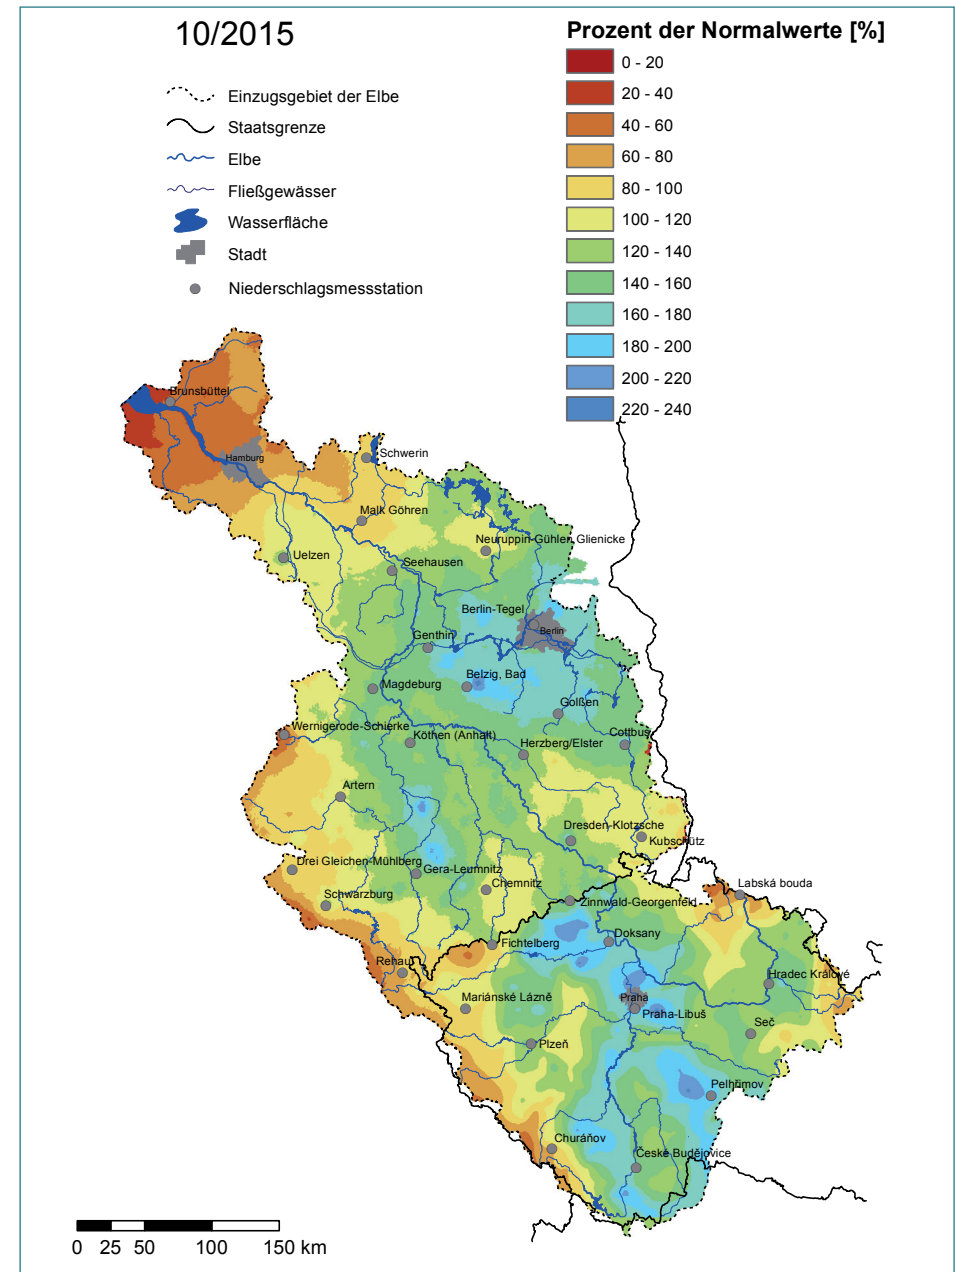 10/2015
Einzugsgebiet der Elbe
Staatsgrenze
Elbe
Fließgewässer
Wasserfläche
Stadt
Niederschlagsmessstation
Prozent der Normalwerte [%]
0 - 20
20 - 40
40 - 60
60 - 80
80 - 100
100 - 120
120 - 140
140 - 160
160 - 180
180 - 200
200 - 220
220 - 240
Brunsbüttel
Hamburg
Schwerin
Malk Göhren
Neuruppin-Gühlen Glienicke
Uelzen
Seehausen
Berlin-Tegel
Berlin
Genthin
Belzig, Bad
Magdeburg
Golßen
Wernigerode-Schierke
Köthen (Anhalt)
Cottbus
Herzberg/Elster
Artern
Dresden-Klotzsche
Kubschütz
Drei Gleichen-Mühlberg
Gera-Leumnitz
Chemnitz
Labská bouda
Schwarzburg
Zinnwald-Georgenfeld
Doksany
Fichtelberg
Rehau
Hradec Králové
Mariánské Lázně
Praha
Praha-Libuš
Seč
Plzeň
Pelhřimov
Churáňov
České Budějovice
0 25 50 100 150 km